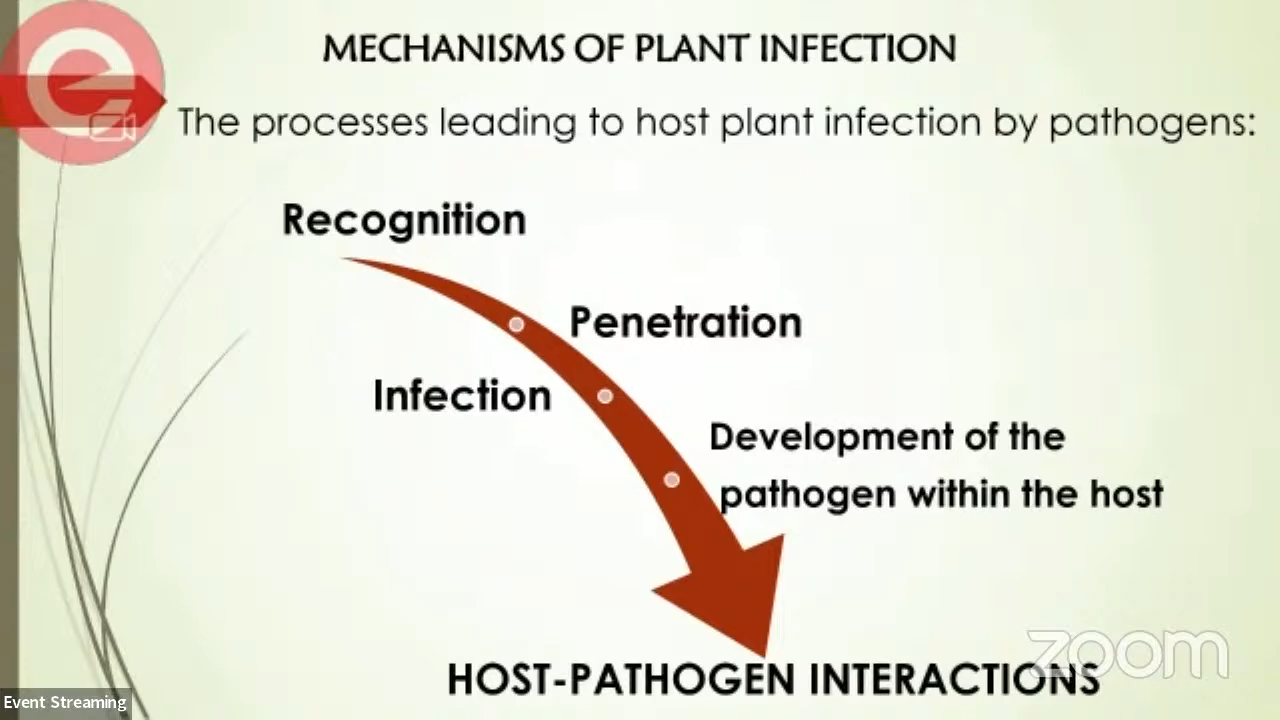 MECHANISMS OF PLANT INFECTION
The processes leading to host plant infection by pathogens:
Recognition
Penetration
Infection
Development of the
pathogen within the host
HOST-PATHOGEN INTERACTIONS
zoom
Event Streaming